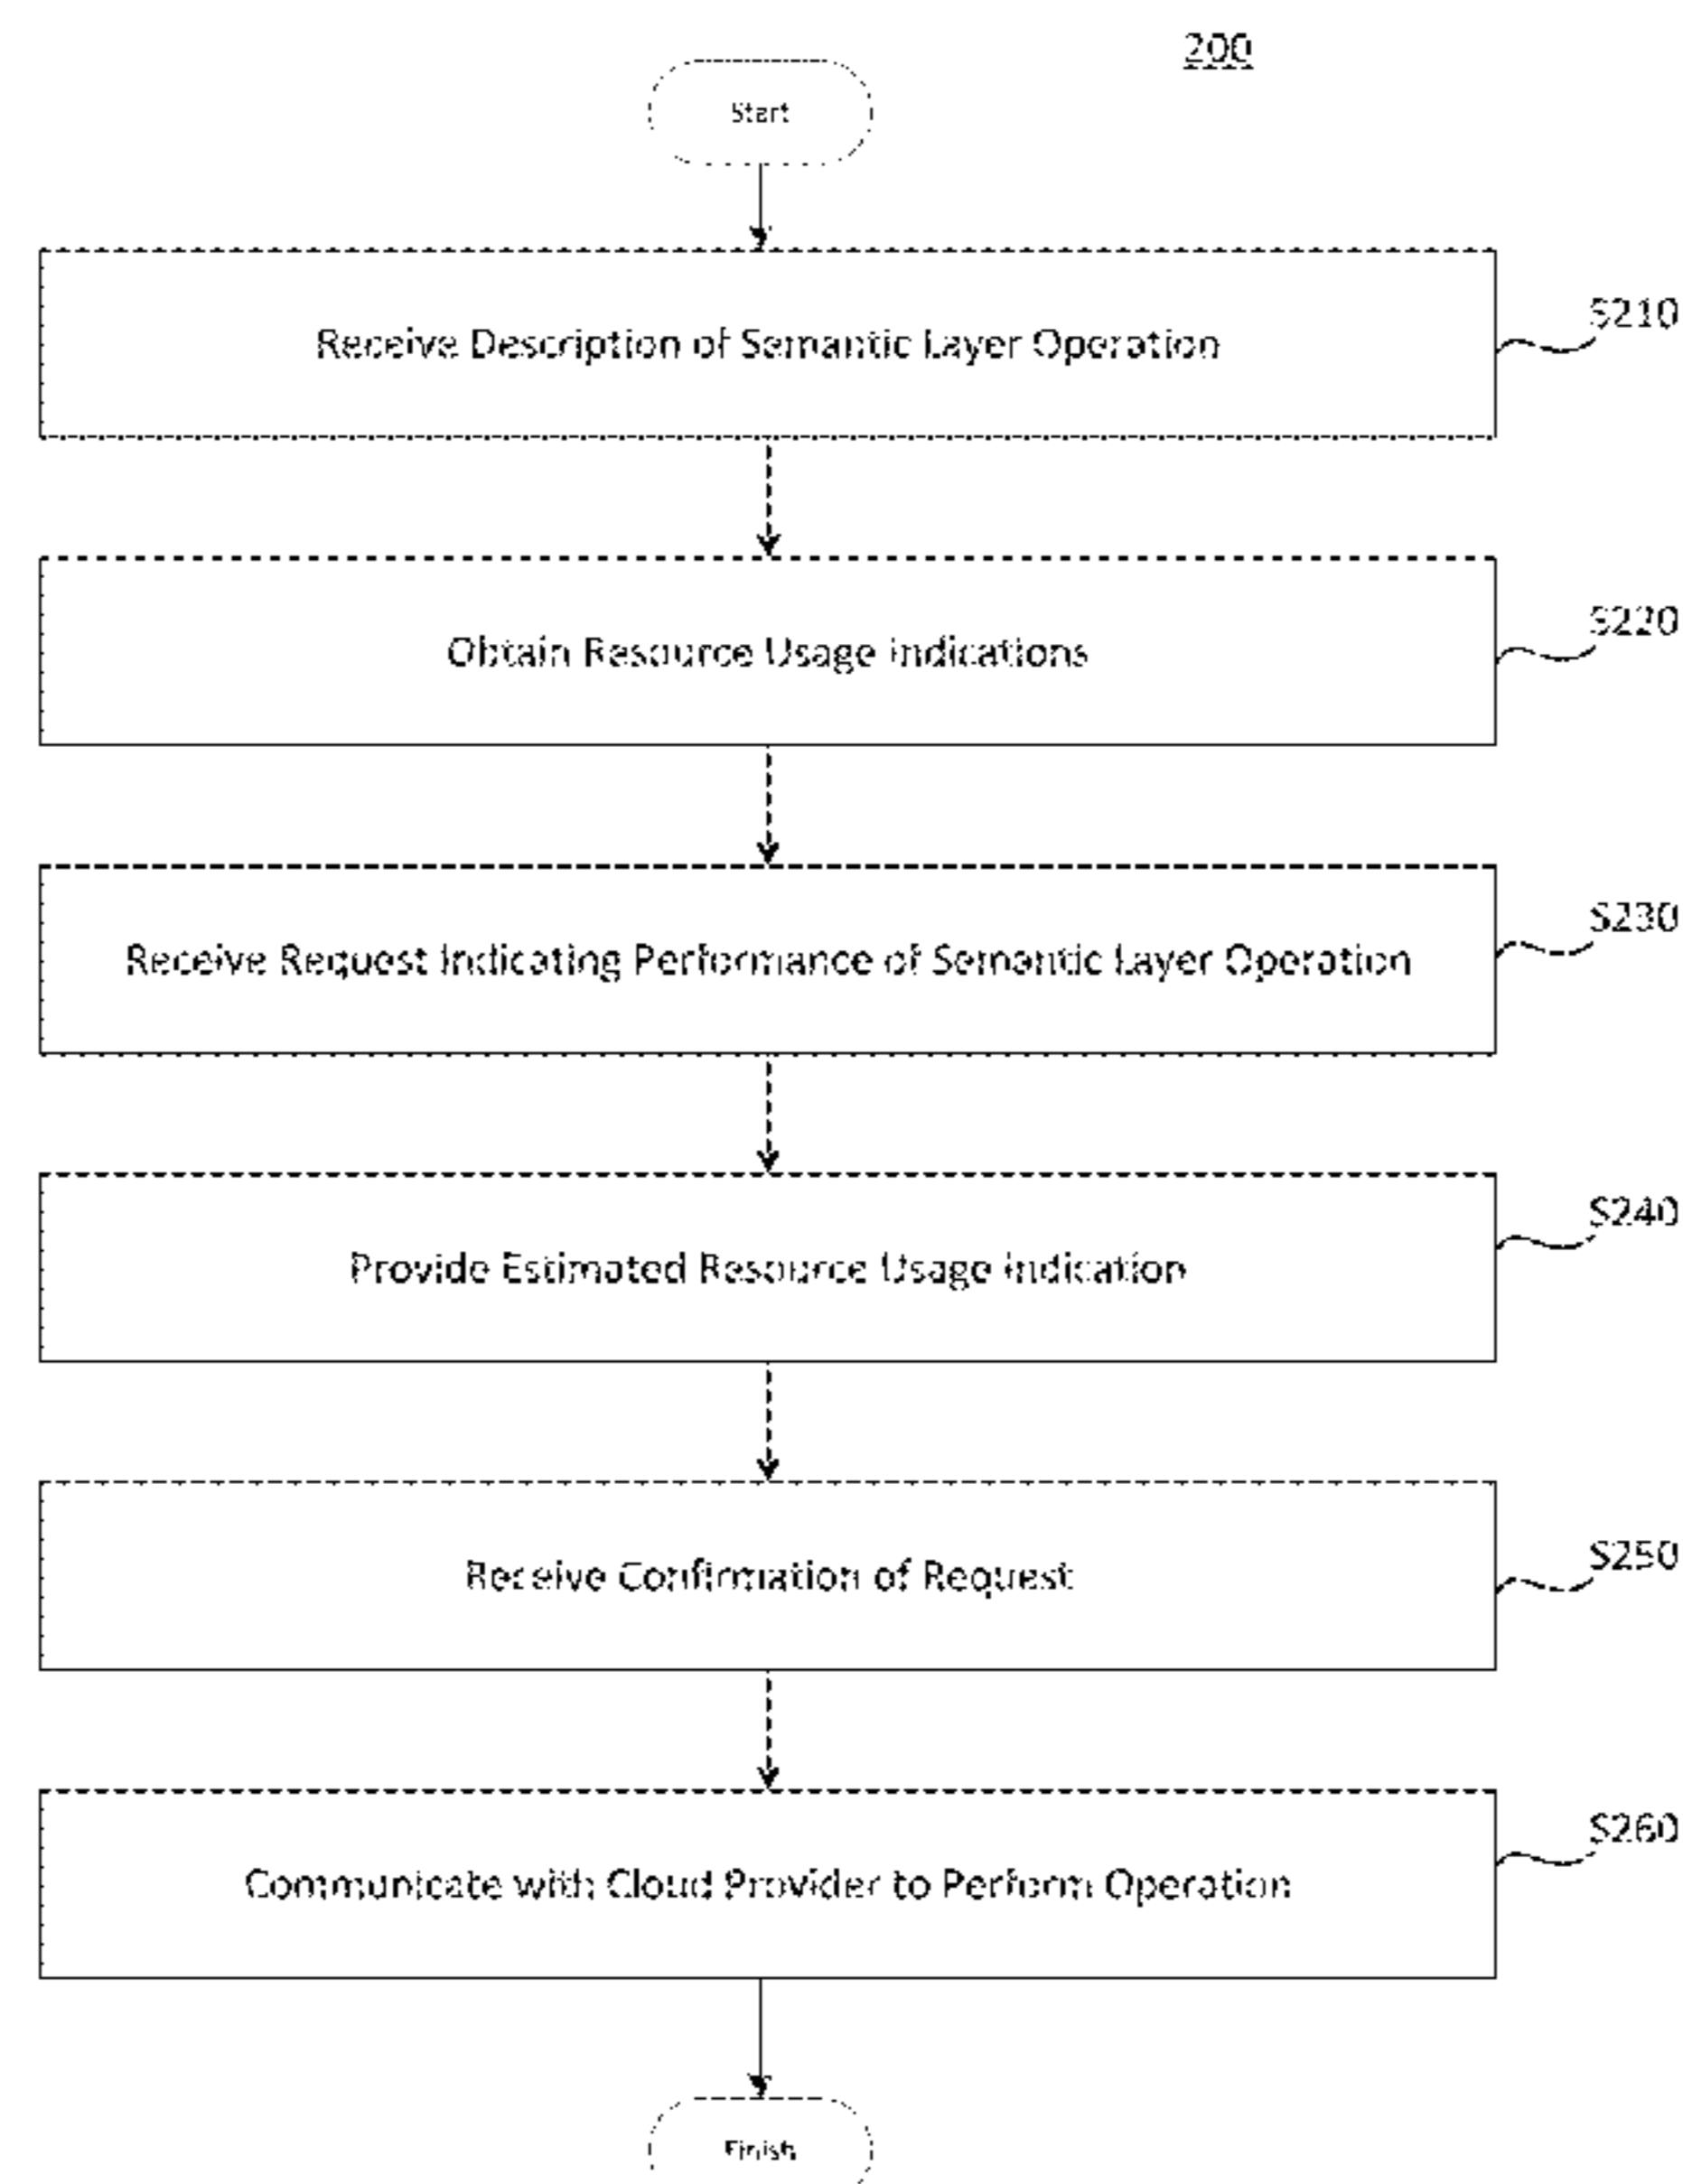 200
Start
Receive Description of Semantic Layer Operation
S210
Obtain Resource Usage Indications
S220
Receive Request Indicating Performance of Semantic Layer Operation
S230
Provide Estimated Resource Usage Indication
S240
Receive Confirmation of Request
S250
Communicate with Cloud Provider to Perform Operation
S260
Finish